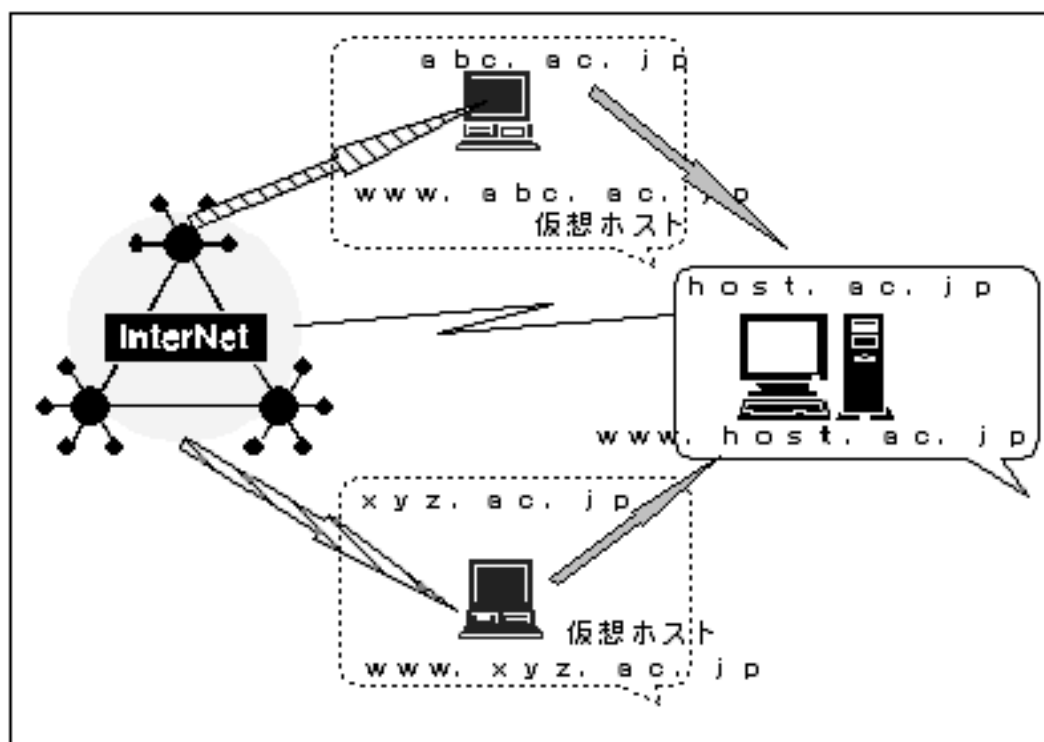 abc.ac.jp
www.abc.ac.jp
仮想ホスト
InterNet
host.ac.jp
www.host.ac.jp
xyz.ac.jp
仮想ホスト
www.xyz.ac.jp